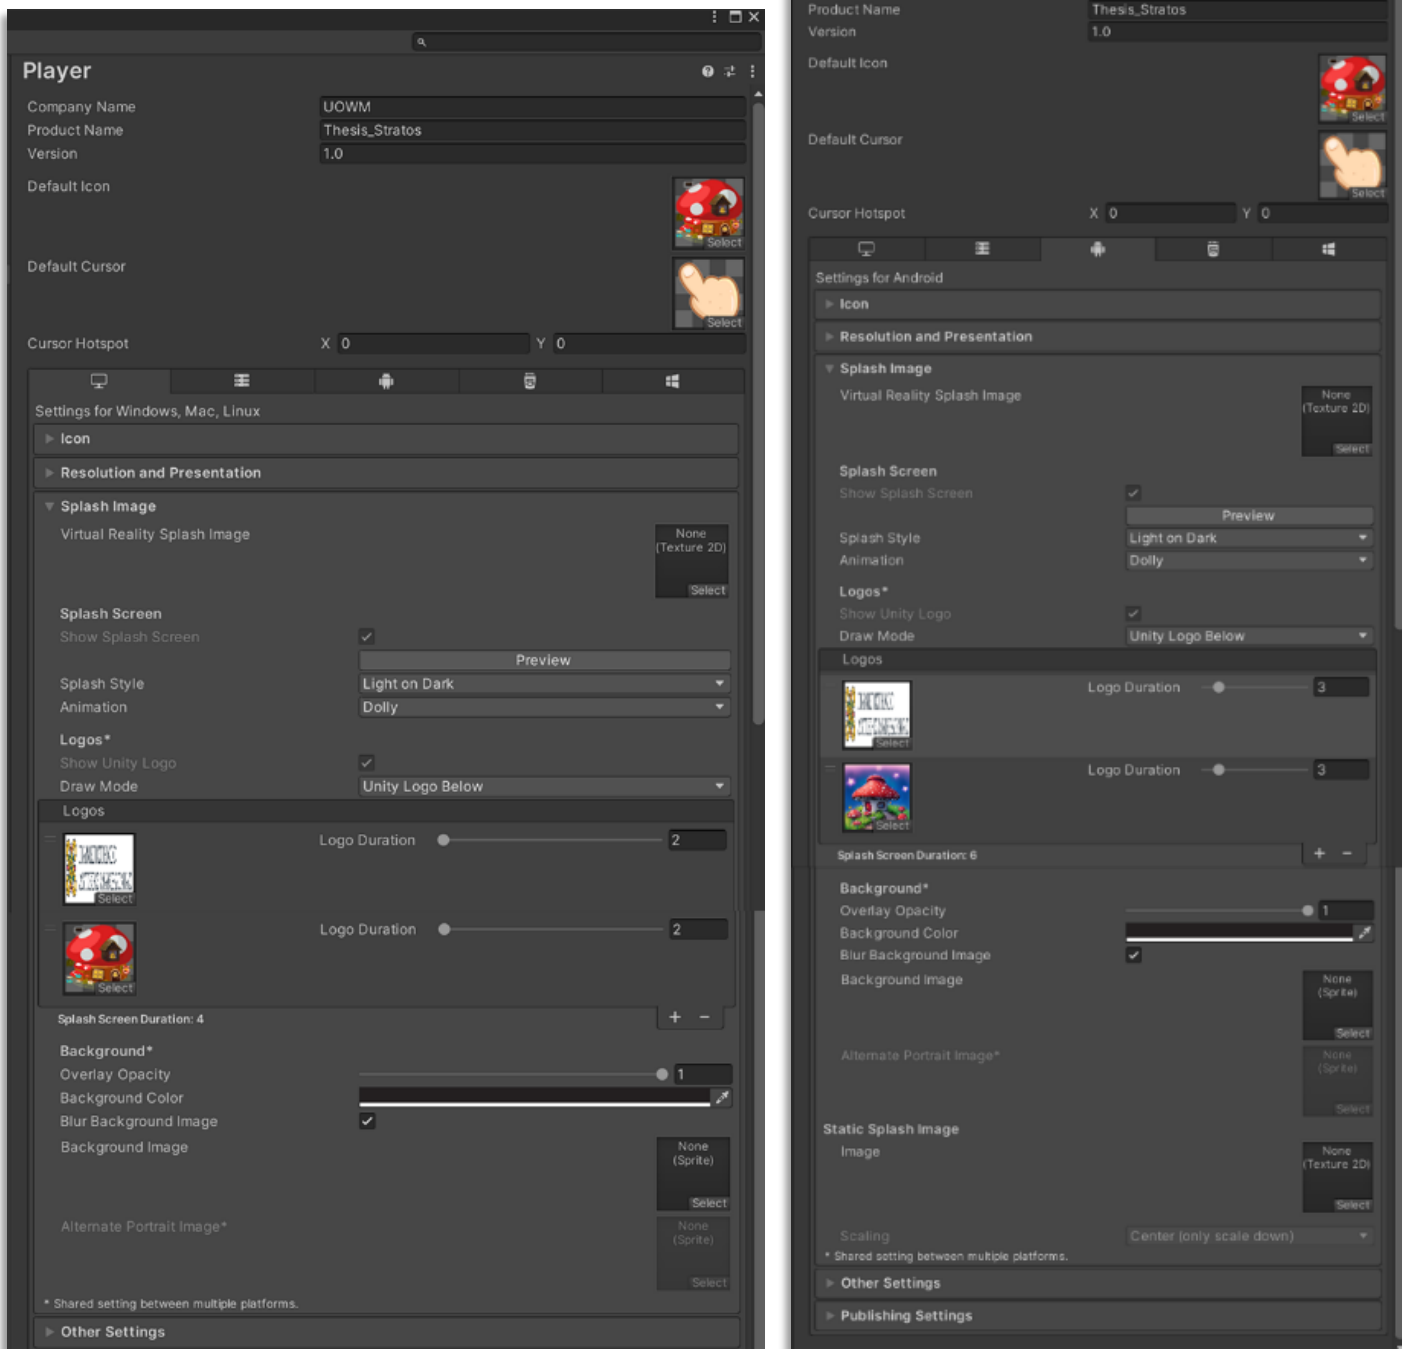 Player
Company Name UOWM
Product Name Thesis_Stratos
Version 1.0
Default Icon
Select
Default Cursor
Select
Cursor Hotspot X 0 Y 0
Settings for Windows, Mac, Linux
Icon
Resolution and Presentation
Splash Image
Virtual Reality Splash Image None
(Texture 2D)
Select
Splash Screen
Show Splash Screen
Preview
Splash Style Light on Dark
Animation Dolly
Logos*
Show Unity Logo
Draw Mode Unity Logo Below
Logos
Logo Duration 2
Select
Logo Duration 2
Select
Splash Screen Duration: 4 + −
Background*
Overlay Opacity 1
Background Color
Blur Background Image
Background Image None
(Sprite)
Select
Alternate Portrait Image* None
(Sprite)
Select
* Shared setting between multiple platforms.
Other Settings
Product Name Thesis_Stratos
Version 1.0
Default Icon
Select
Default Cursor
Select
Cursor Hotspot X 0 Y 0
Settings for Android
Icon
Resolution and Presentation
Splash Image
Virtual Reality Splash Image None
(Texture 2D)
Select
Splash Screen
Show Splash Screen
Preview
Splash Style Light on Dark
Animation Dolly
Logos*
Show Unity Logo
Draw Mode Unity Logo Below
Logos
Logo Duration 3
Select
Logo Duration 3
Select
Splash Screen Duration: 6 + −
Background*
Overlay Opacity 1
Background Color
Blur Background Image
Background Image None
(Sprite)
Select
Alternate Portrait Image* None
(Sprite)
Select
Static Splash Image
Image None
(Texture 2D)
Select
Scaling Center (only scale down)
* Shared setting between multiple platforms.
Other Settings
Publishing Settings